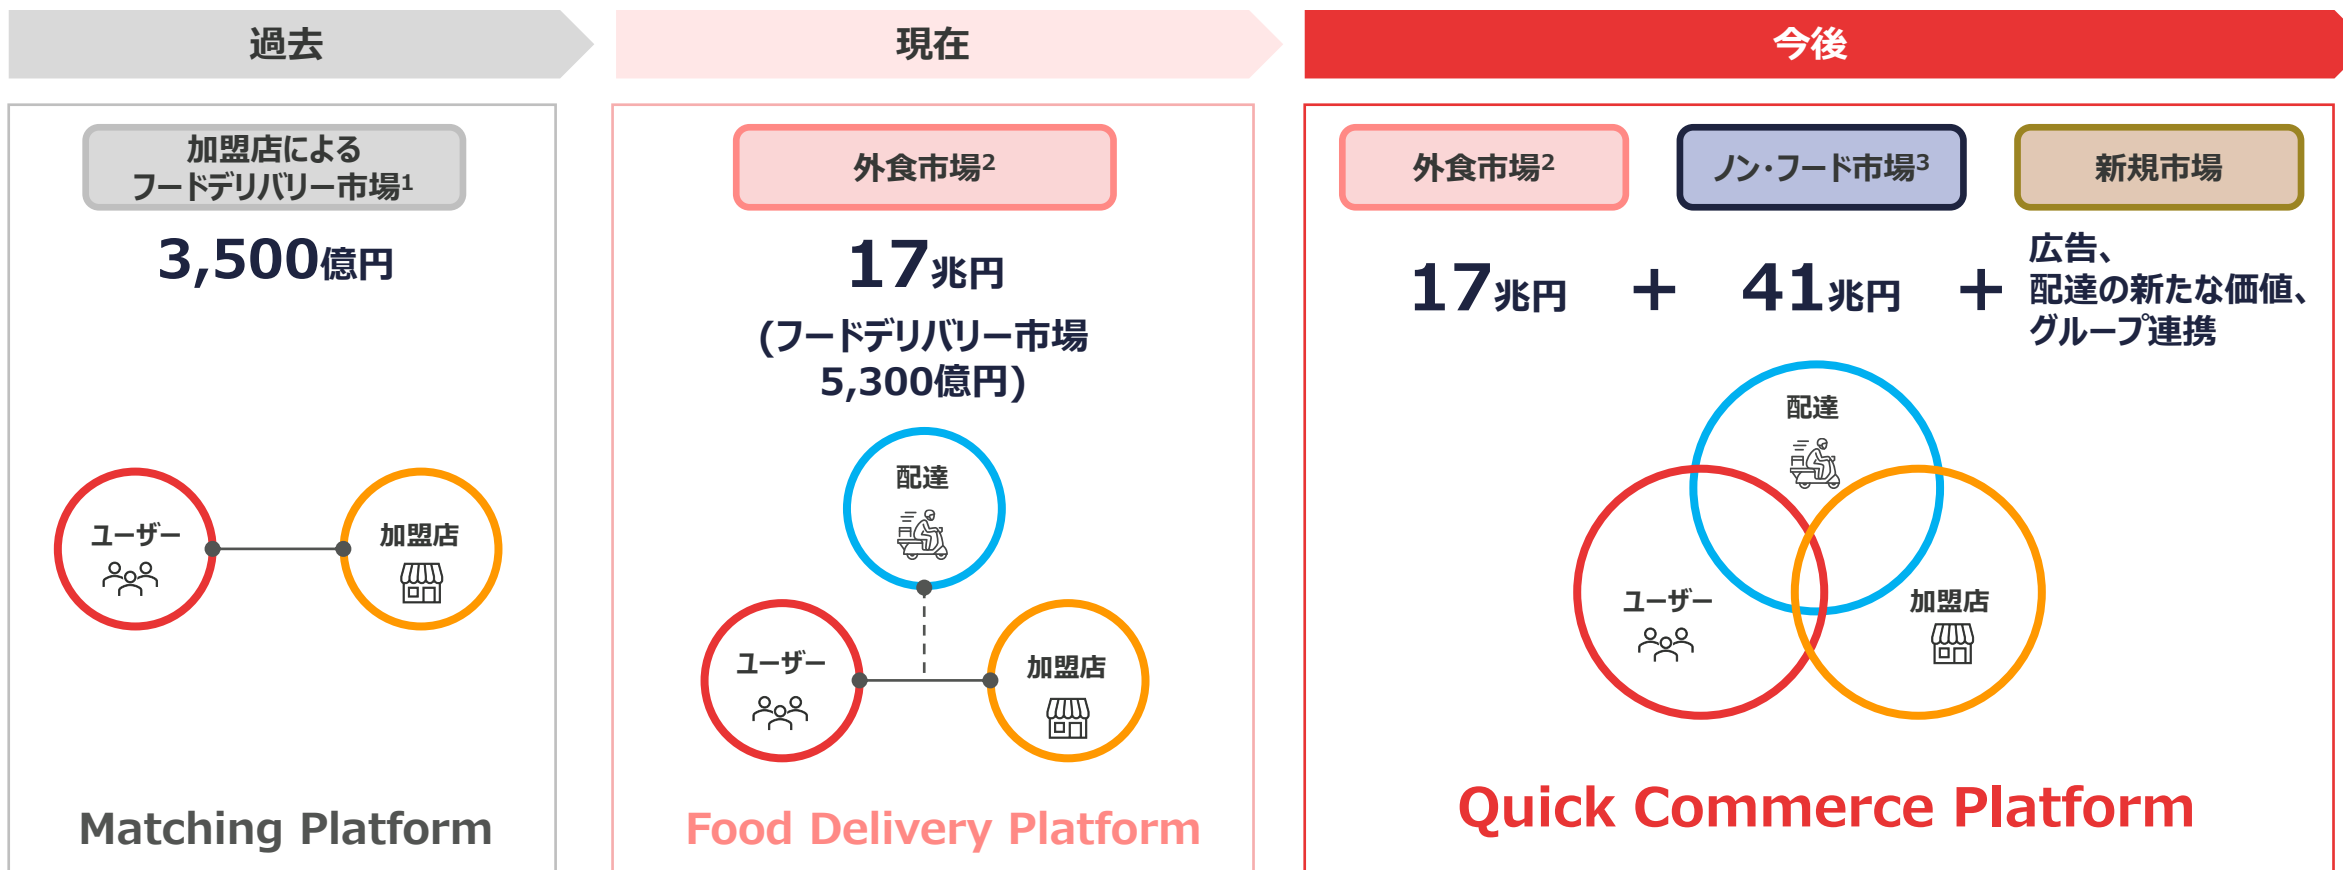 過去
加盟店による
フードデリバリー市場1
3,500億円
ユーザー
加盟店
Matching Platform
現在
外食市場2
17兆円
(フードデリバリー市場
5,300億円)
配達
ユーザー
加盟店
Food Delivery Platform
今後
外食市場2
ノン・フード市場3
新規市場
17兆円
+
41兆円
+
広告、
配達の新たな価値、
グループ連携
配達
ユーザー
加盟店
Quick Commerce Platform